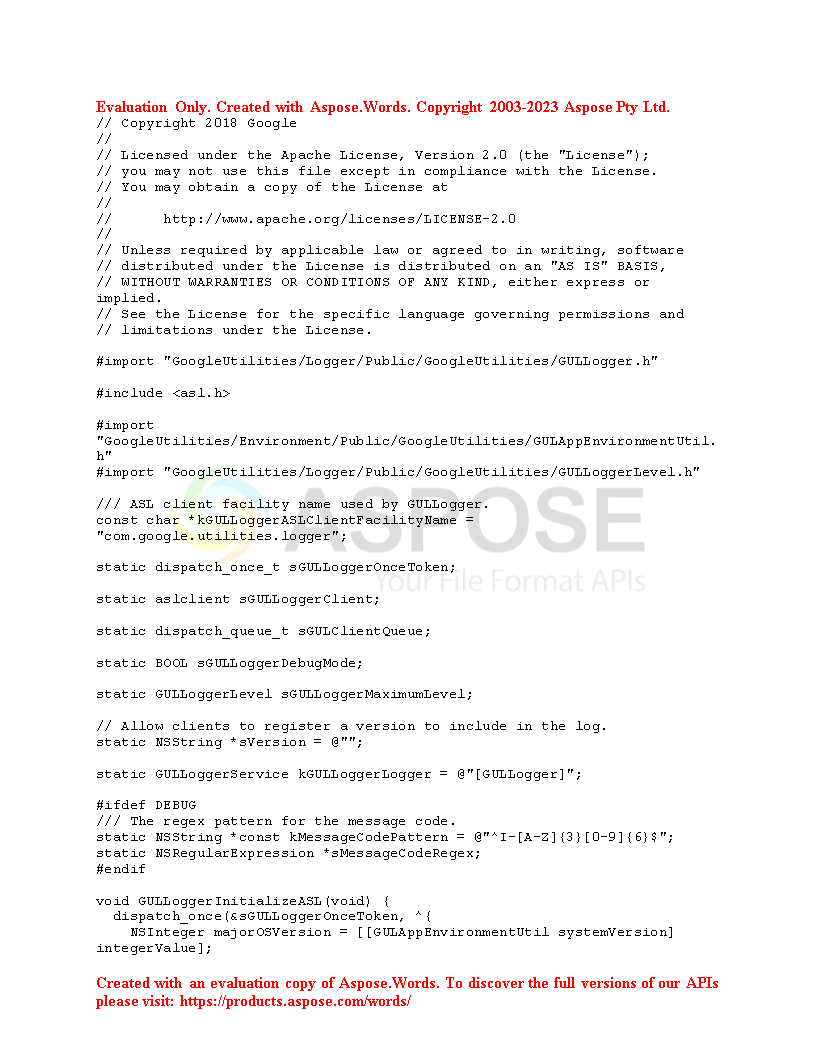 Evaluation Only. Created with Aspose.Words. Copyright 2003-2023 Aspose Pty Ltd.
// Copyright 2018 Google
//
// Licensed under the Apache License, Version 2.0 (the "License");
// you may not use this file except in compliance with the License.
// You may obtain a copy of the License at
//
//      http://www.apache.org/licenses/LICENSE-2.0
//
// Unless required by applicable law or agreed to in writing, software
// distributed under the License is distributed on an "AS IS" BASIS,
// WITHOUT WARRANTIES OR CONDITIONS OF ANY KIND, either express or
implied.
// See the License for the specific language governing permissions and
// limitations under the License.

#import "GoogleUtilities/Logger/Public/GoogleUtilities/GULLogger.h"

#include <asl.h>

#import
"GoogleUtilities/Environment/Public/GoogleUtilities/GULAppEnvironmentUtil.
h"
#import "GoogleUtilities/Logger/Public/GoogleUtilities/GULLoggerLevel.h"

/// ASL client facility name used by GULLogger.
const char *kGULLoggerASLClientFacilityName =
"com.google.utilities.logger";
ASPOSE
static dispatch_once_t sGULLoggerOnceToken;
Your File Format APIs
static aslclient sGULLoggerClient;

static dispatch_queue_t sGULClientQueue;

static BOOL sGULLoggerDebugMode;

static GULLoggerLevel sGULLoggerMaximumLevel;

// Allow clients to register a version to include in the log.
static NSString *sVersion = @"";

static GULLoggerService kGULLoggerLogger = @"[GULLogger]";

#ifdef DEBUG
/// The regex pattern for the message code.
static NSString *const kMessageCodePattern = @"^I-[A-Z]{3}[0-9]{6}$";
static NSRegularExpression *sMessageCodeRegex;
#endif

void GULLoggerInitializeASL(void) {
  dispatch_once(&sGULLoggerOnceToken, ^{
    NSInteger majorOSVersion = [[GULAppEnvironmentUtil systemVersion]
integerValue];

Created with an evaluation copy of Aspose.Words. To discover the full versions of our APIs
please visit: https://products.aspose.com/words/